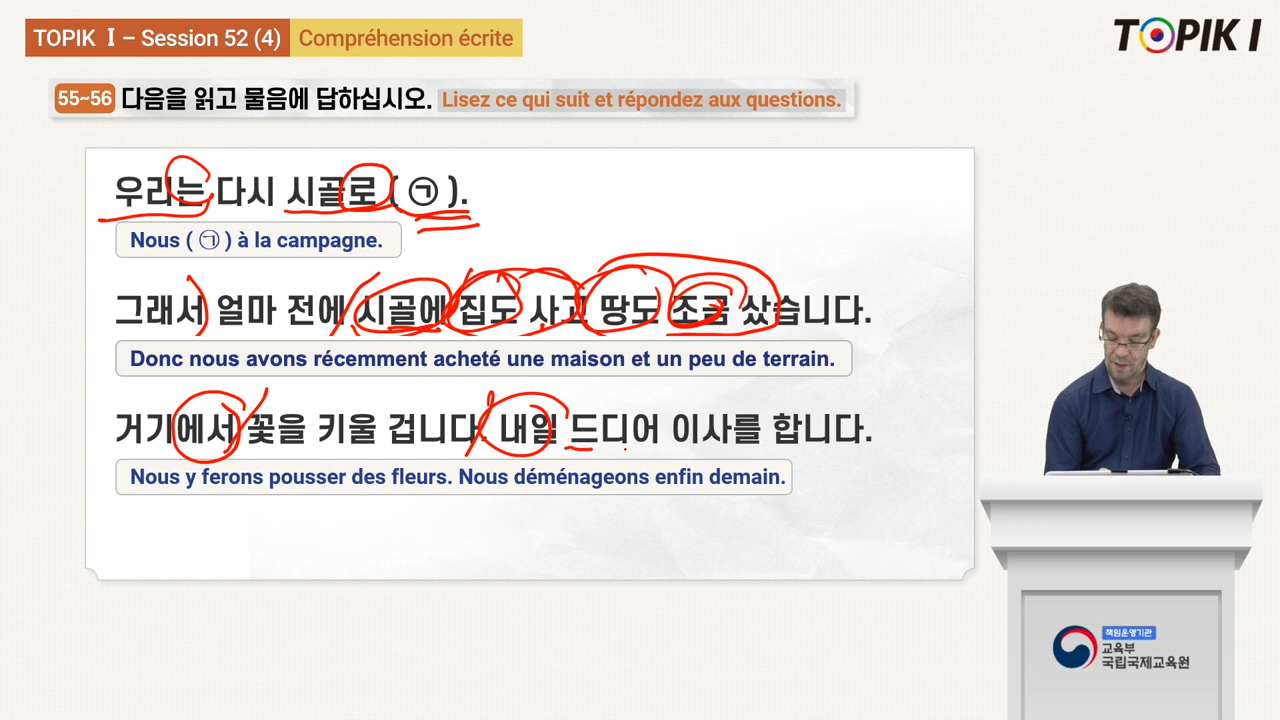 TOPIK I – Session 52 (4) Compréhension écrite
TOPIK I
55~56 다음을 읽고 물음에 답하십시오. Lisez ce qui suit et répondez aux questions.
우리는 다시 시골로 ( ㉠ ).
Nous ( ㉠ ) à la campagne.
그래서 얼마 전에 시골에 집도 사고 땅도 조금 샀습니다.
Donc nous avons récemment acheté une maison et un peu de terrain.
거기에서 꽃을 키울 겁니다. 내일 드디어 이사를 합니다.
Nous y ferons pousser des fleurs. Nous déménageons enfin demain.
책임운영기관
교육부
국립국제교육원